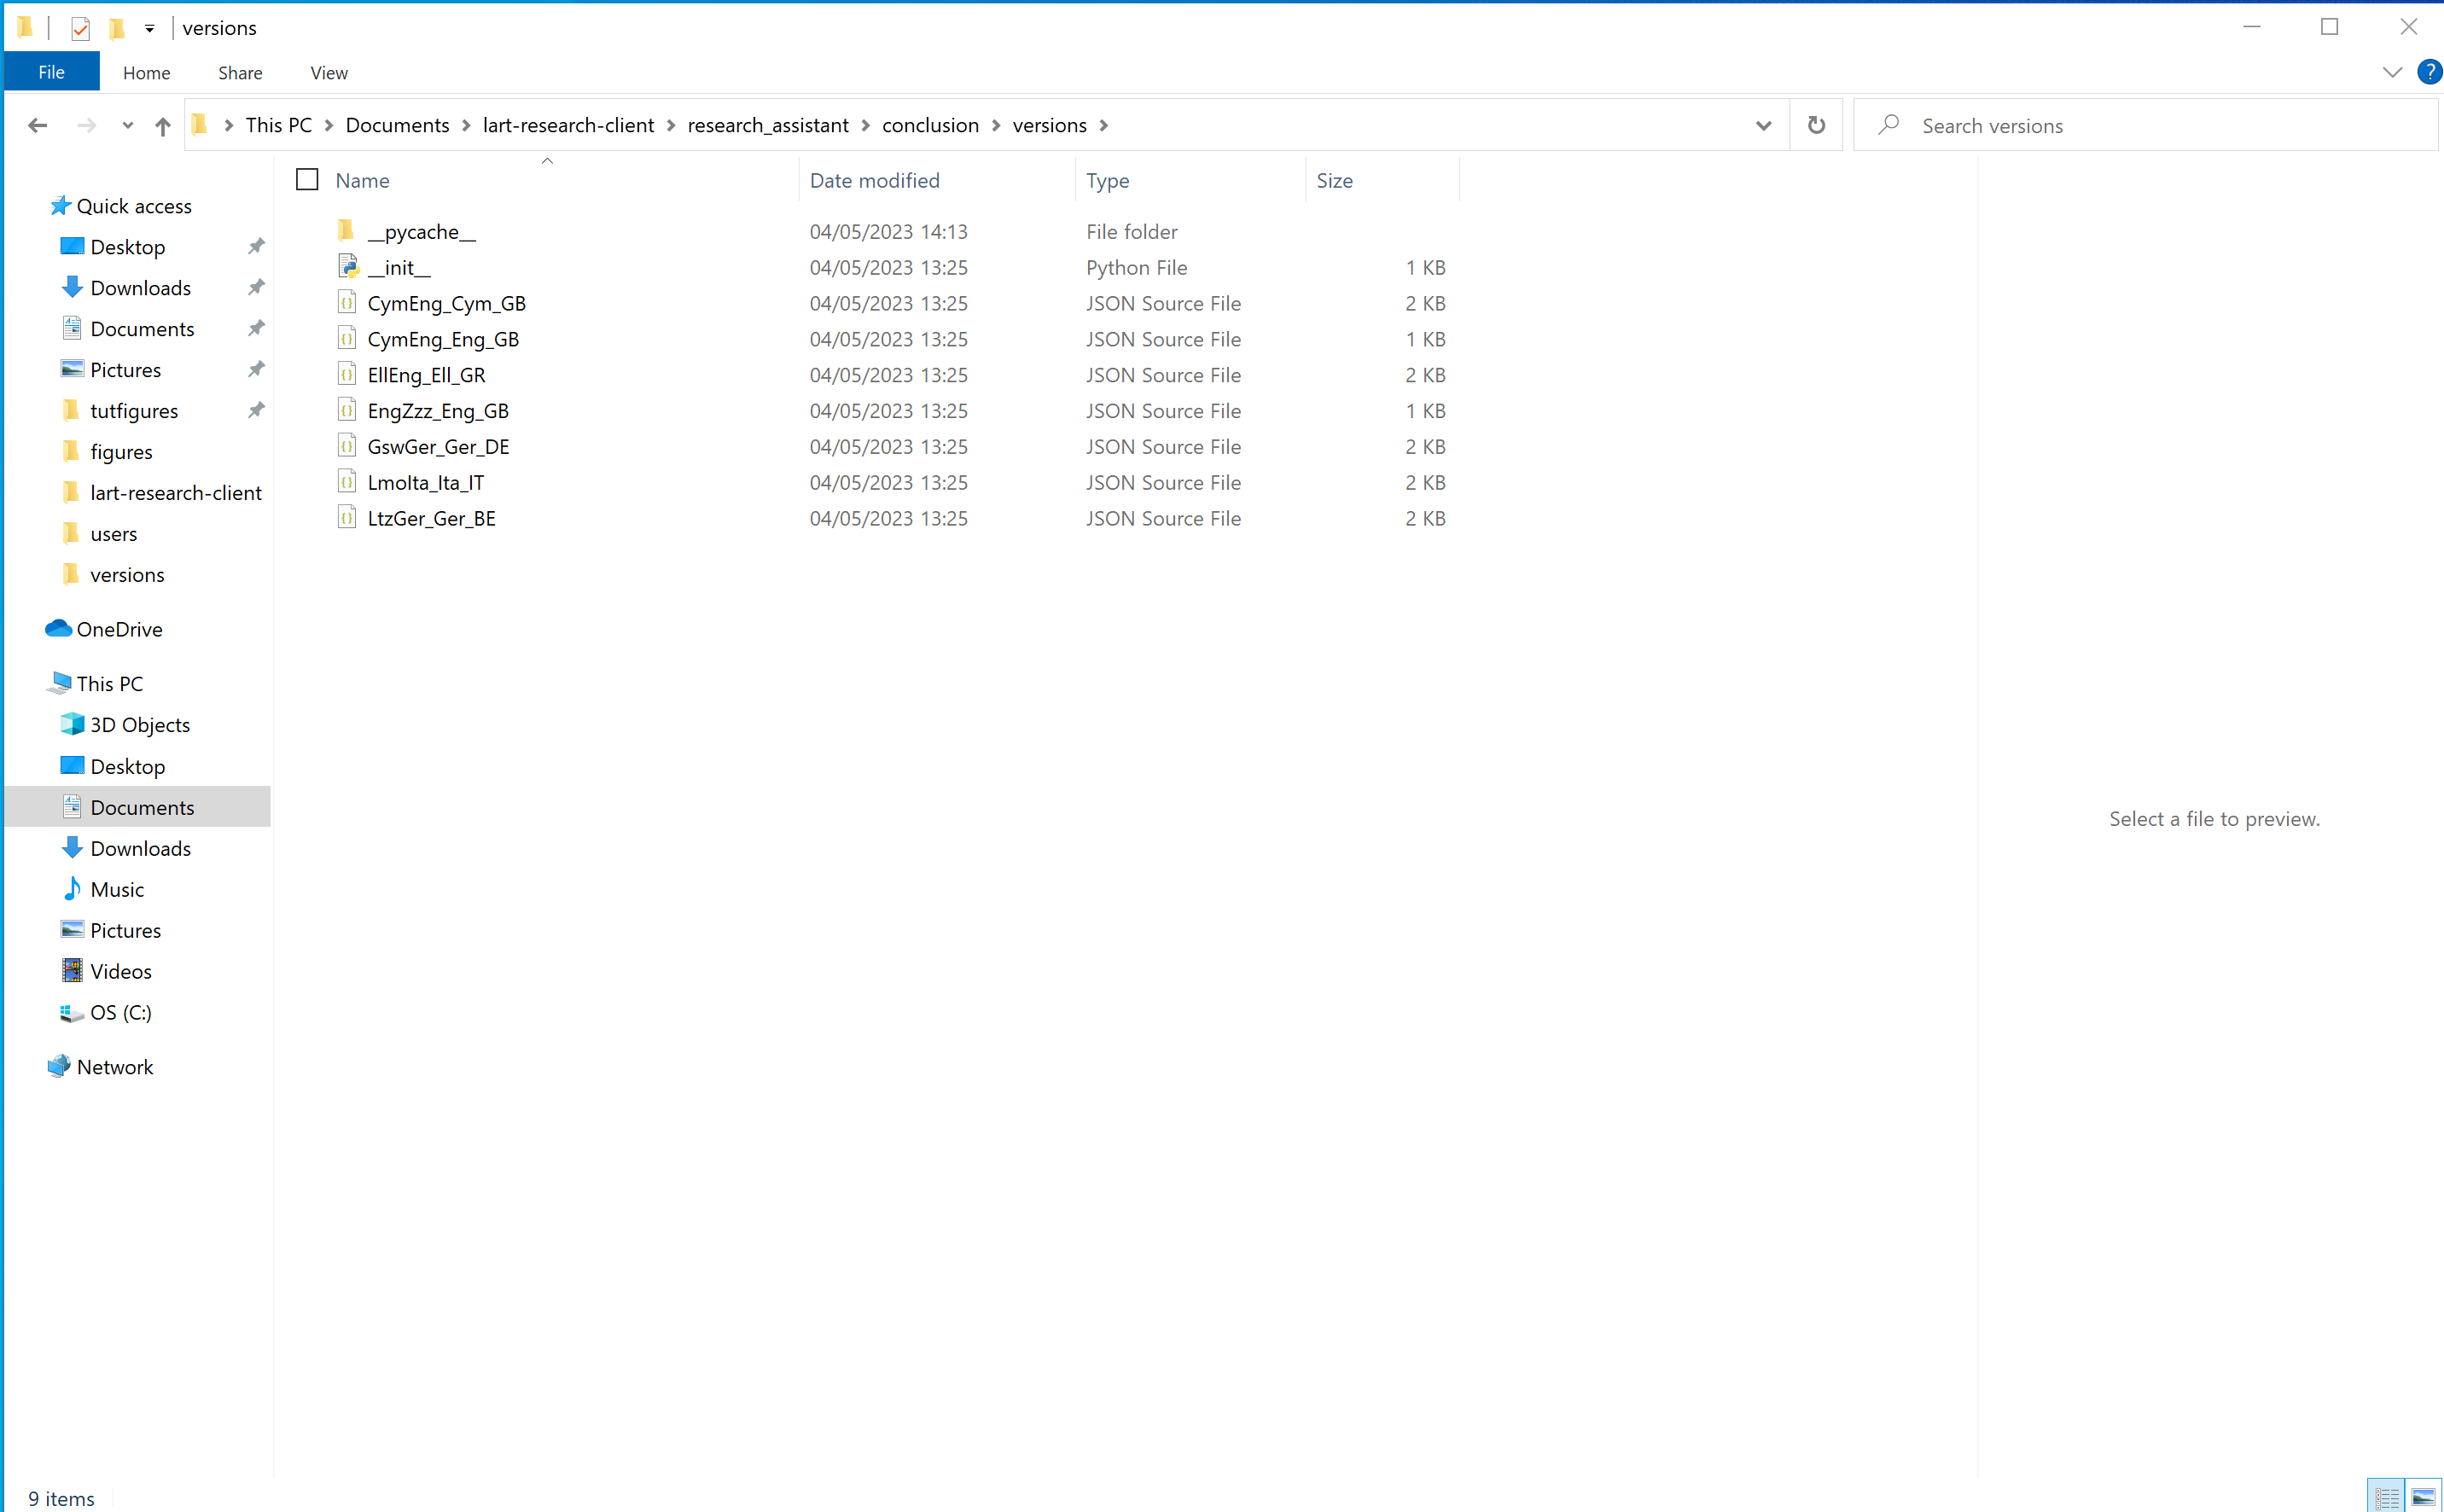 versions
File Home Share View
This PC Documents lart-research-client research_assistant conclusion versions
Search versions
Name Date modified Type Size
__pycache__ 04/05/2023 14:13 File folder
__init__ 04/05/2023 13:25 Python File 1 KB
CymEng_Cym_GB 04/05/2023 13:25 JSON Source File 2 KB
CymEng_Eng_GB 04/05/2023 13:25 JSON Source File 1 KB
EllEng_Ell_GR 04/05/2023 13:25 JSON Source File 2 KB
EngZzz_Eng_GB 04/05/2023 13:25 JSON Source File 1 KB
GswGer_Ger_DE 04/05/2023 13:25 JSON Source File 2 KB
LmoIta_Ita_IT 04/05/2023 13:25 JSON Source File 2 KB
LtzGer_Ger_BE 04/05/2023 13:25 JSON Source File 2 KB
Quick access
Desktop
Downloads
Documents
Pictures
tutfigures
figures
lart-research-client
users
versions
OneDrive
This PC
3D Objects
Desktop
Documents
Downloads
Music
Pictures
Videos
OS (C:)
Network
Select a file to preview.
9 items